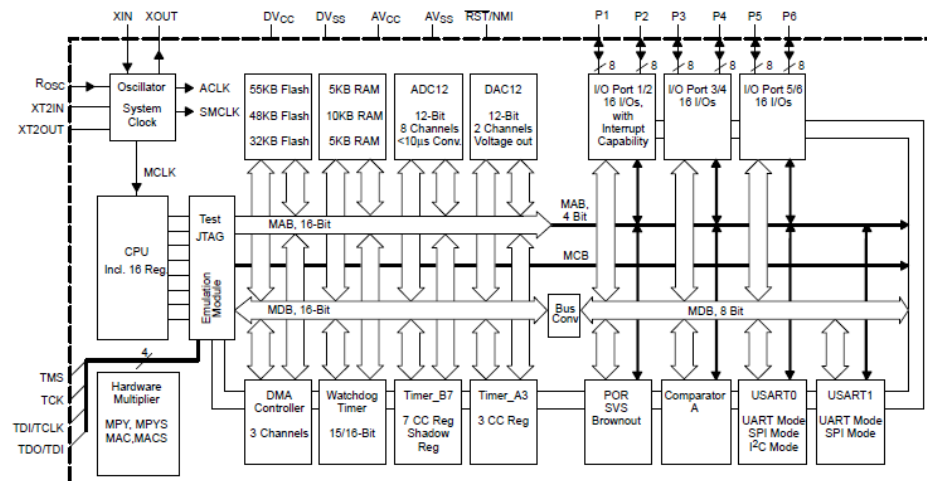 XIN XOUT DVCC DVSS AVCC AVSS RST/NMI P1 P2 P3 P4 P5 P6
8 8 8 8 8 8
ROSC
XT2IN
XT2OUT
Oscillator
System
Clock
ACLK
SMCLK
MCLK
55KB Flash
48KB Flash
32KB Flash
5KB RAM
10KB RAM
5KB RAM
ADC12
12-Bit
8 Channels
<10µs Conv.
DAC12
12-Bit
2 Channels
Voltage out
I/O Port 1/2
16 I/Os,
with
Interrupt
Capability
I/O Port 3/4
16 I/Os
I/O Port 5/6
16 I/Os
CPU
Incl. 16 Reg.
Test
JTAG
Emulation
Module
MAB, 16-Bit
MAB,
4 Bit
MCB
MDB, 16-Bit
Bus
Conv
MDB, 8 Bit
4
TMS
TCK
TDI/TCLK
TDO/TDI
Hardware
Multiplier
MPY, MPYS
MAC,MACS
DMA
Controller
3 Channels
Watchdog
Timer
15/16-Bit
Timer_B7
7 CC Reg
Shadow
Reg
Timer_A3
3 CC Reg
POR
SVS
Brownout
Comparator
A
USART0
UART Mode
SPI Mode
I2C Mode
USART1
UART Mode
SPI Mode